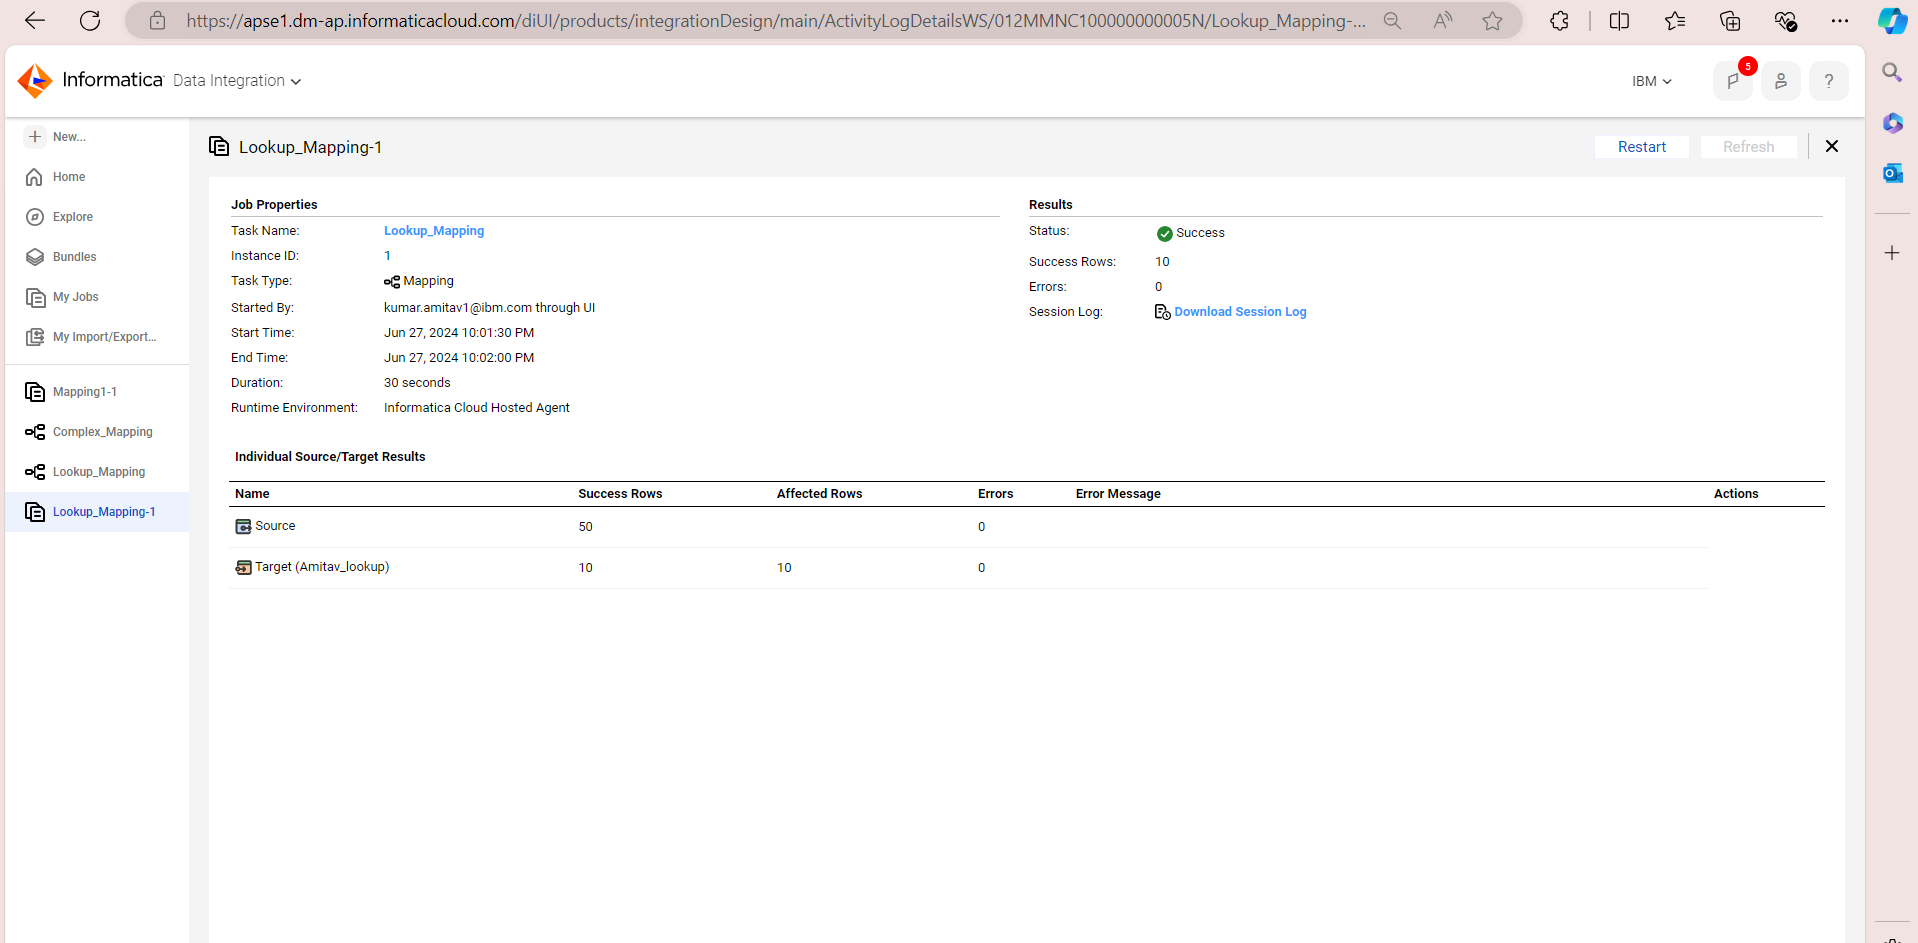 https://apse1.dm-ap.informaticacloud.com/diUI/products/integrationDesign/main/ActivityLogDetailsWS/012MMNC100000000005N/Lookup_Mapping-...
Informatica Data Integration
IBM
5
?
New...
Home
Explore
Bundles
My Jobs
My Import/Export...
Mapping1-1
Complex_Mapping
Lookup_Mapping
Lookup_Mapping-1
Lookup_Mapping-1
Restart Refresh
Job Properties
Task Name: Lookup_Mapping
Instance ID: 1
Task Type: Mapping
Started By: kumar.amitav1@ibm.com through UI
Start Time: Jun 27, 2024 10:01:30 PM
End Time: Jun 27, 2024 10:02:00 PM
Duration: 30 seconds
Runtime Environment: Informatica Cloud Hosted Agent
Results
Status: Success
Success Rows: 10
Errors: 0
Session Log: Download Session Log
Individual Source/Target Results
Name Success Rows Affected Rows Errors Error Message Actions
Source 50 0
Target (Amitav_lookup) 10 10 0